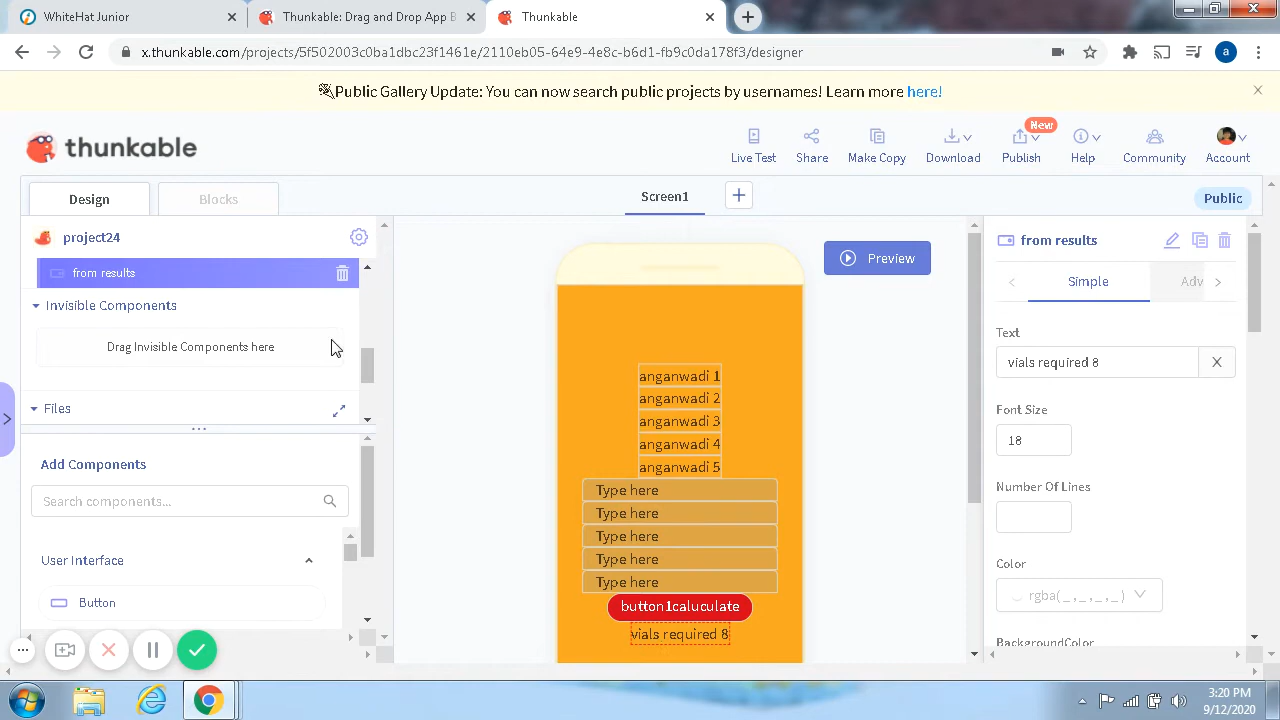 WhiteHat Junior
Thunkable: Drag and Drop App B
Thunkable
x.thunkable.com/projects/5f502003c0ba1dbc23f1461e/2110eb05-64e9-4e8c-b6d1-fb9c0da178f3/designer
a
Public Gallery Update: You can now search public projects by usernames! Learn more here!
thunkable
New
Live Test
Share
Make Copy
Download
Publish
Help
Community
Account
Design
Blocks
Screen1
Public
project24
from results
Invisible Components
Drag Invisible Components here
Files
Add Components
Search components...
User Interface
Button
Preview
anganwadi 1
anganwadi 2
anganwadi 3
anganwadi 4
anganwadi 5
Type here
Type here
Type here
Type here
Type here
button1caluculate
vials required 8
from results
Simple
Adv
Text
vials required 8
X
Font Size
18
Number Of Lines
Color
rgba(_,_,_,_)
BackgroundColor
3:20 PM
9/12/2020